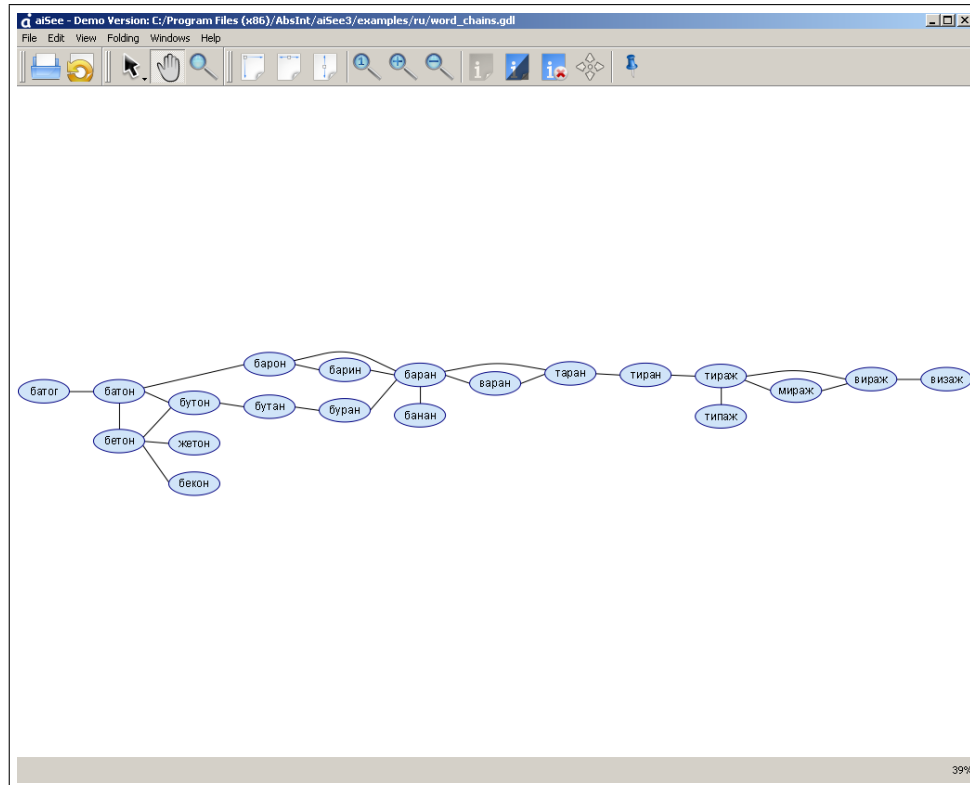 aiSee - Demo Version: C:/Program Files (x86)/AbsInt/aiSee3/examples/ru/word_chains.gdl
File Edit View Folding Windows Help
барон
барин
баран
варан
таран
тиран
тираж
мираж
вираж
визаж
батог
батон
бутон
бутан
буран
банан
типаж
бетон
жетон
бекон
39%